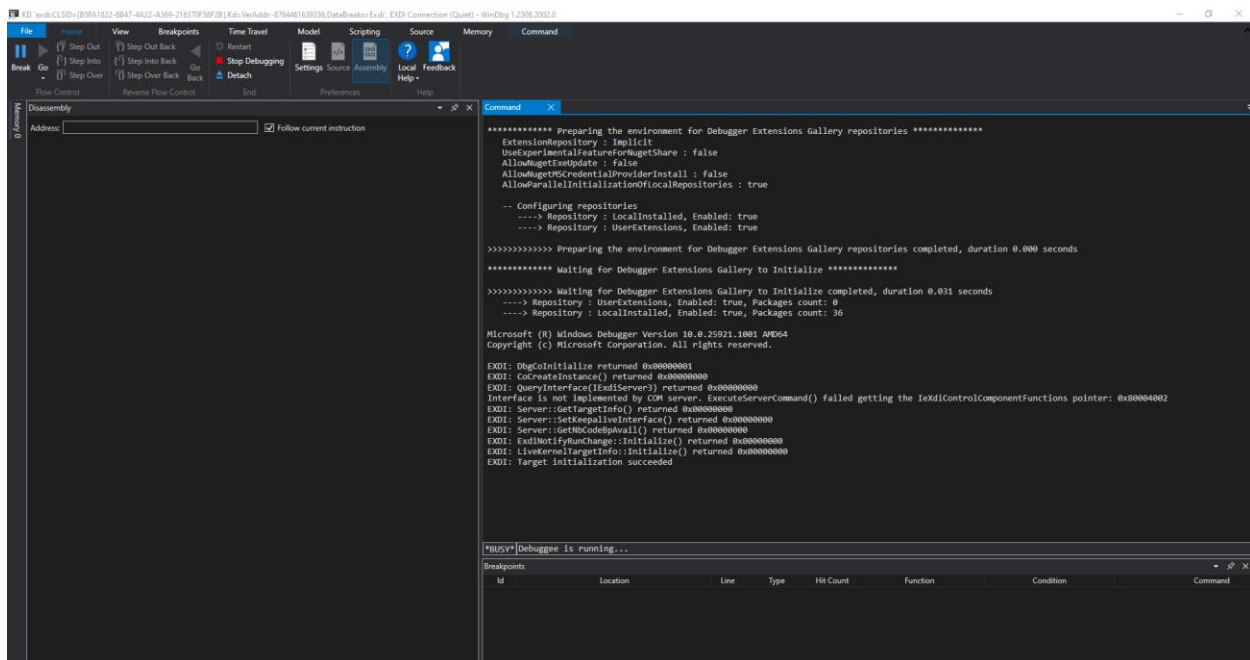 KD 'exdi:CLSID={B5FA1822-6B47-4A22-A369-216370F58F2B},Kd=VerAddr:-8764461639336,DataBreaks=Exdi', EXDI Connection (Quiet) - WinDbg 1.2308.2002.0
File Home View Breakpoints Time Travel Model Scripting Source Memory Command
Break
Go
Step Out
Step Into
Step Over
Step Out Back
Step Into Back
Step Over Back
Go Back
Restart
Stop Debugging
Detach
Settings
Source
Assembly
Local Help
Feedback
Flow Control Reverse Flow Control End Preferences Help
Memory 0
Disassembly
Address:
Follow current instruction
Command
************* Preparing the environment for Debugger Extensions Gallery repositories **************
ExtensionRepository : Implicit
UseExperimentalFeatureForNugetShare : false
AllowNugetExeUpdate : false
AllowNugetMSCredentialProviderInstall : false
AllowParallelInitializationOfLocalRepositories : true
-- Configuring repositories
----> Repository : LocalInstalled, Enabled: true
----> Repository : UserExtensions, Enabled: true
>>>>>>>>>>>>> Preparing the environment for Debugger Extensions Gallery repositories completed, duration 0.000 seconds
************* Waiting for Debugger Extensions Gallery to Initialize **************
>>>>>>>>>>>>> Waiting for Debugger Extensions Gallery to Initialize completed, duration 0.031 seconds
----> Repository : UserExtensions, Enabled: true, Packages count: 0
----> Repository : LocalInstalled, Enabled: true, Packages count: 36
Microsoft (R) Windows Debugger Version 10.0.25921.1001 AMD64
Copyright (c) Microsoft Corporation. All rights reserved.
EXDI: DbgCoInitialize returned 0x00000001
EXDI: CoCreateInstance() returned 0x00000000
EXDI: QueryInterface(IExdiServer3) returned 0x00000000
Interface is not implemented by COM server. ExecuteServerCommand() failed getting the IeXdiControlComponentFunctions pointer: 0x80004002
EXDI: Server::GetTargetInfo() returned 0x00000000
EXDI: Server::SetKeepaliveInterface() returned 0x00000000
EXDI: Server::GetNbCodeBpAvail() returned 0x00000000
EXDI: ExdiNotifyRunChange::Initialize() returned 0x00000000
EXDI: LiveKernelTargetInfo::Initialize() returned 0x00000000
EXDI: Target initialization succeeded
*BUSY* Debuggee is running...
Breakpoints
Id Location Line Type Hit Count Function Condition Command